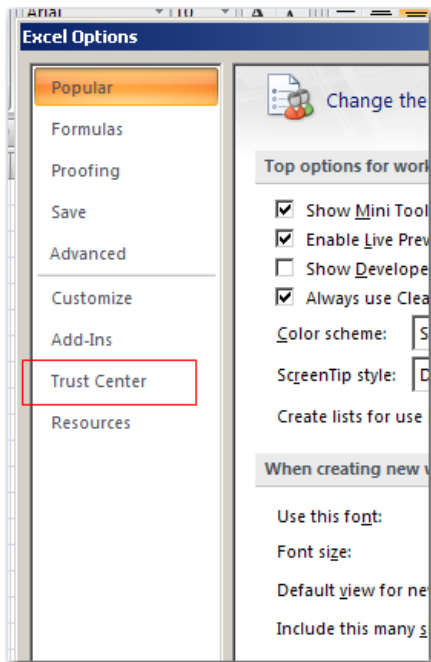 Arial 10 A A
Excel Options
Popular
Formulas
Proofing
Save
Advanced
Customize
Add-Ins
Trust Center
Resources
Change the
Top options for work
Show Mini Tool
Enable Live Prev
Show Develope
Always use Clea
Color scheme: S
ScreenTip style: D
Create lists for use
When creating new w
Use this font:
Font size:
Default view for ne
Include this many s